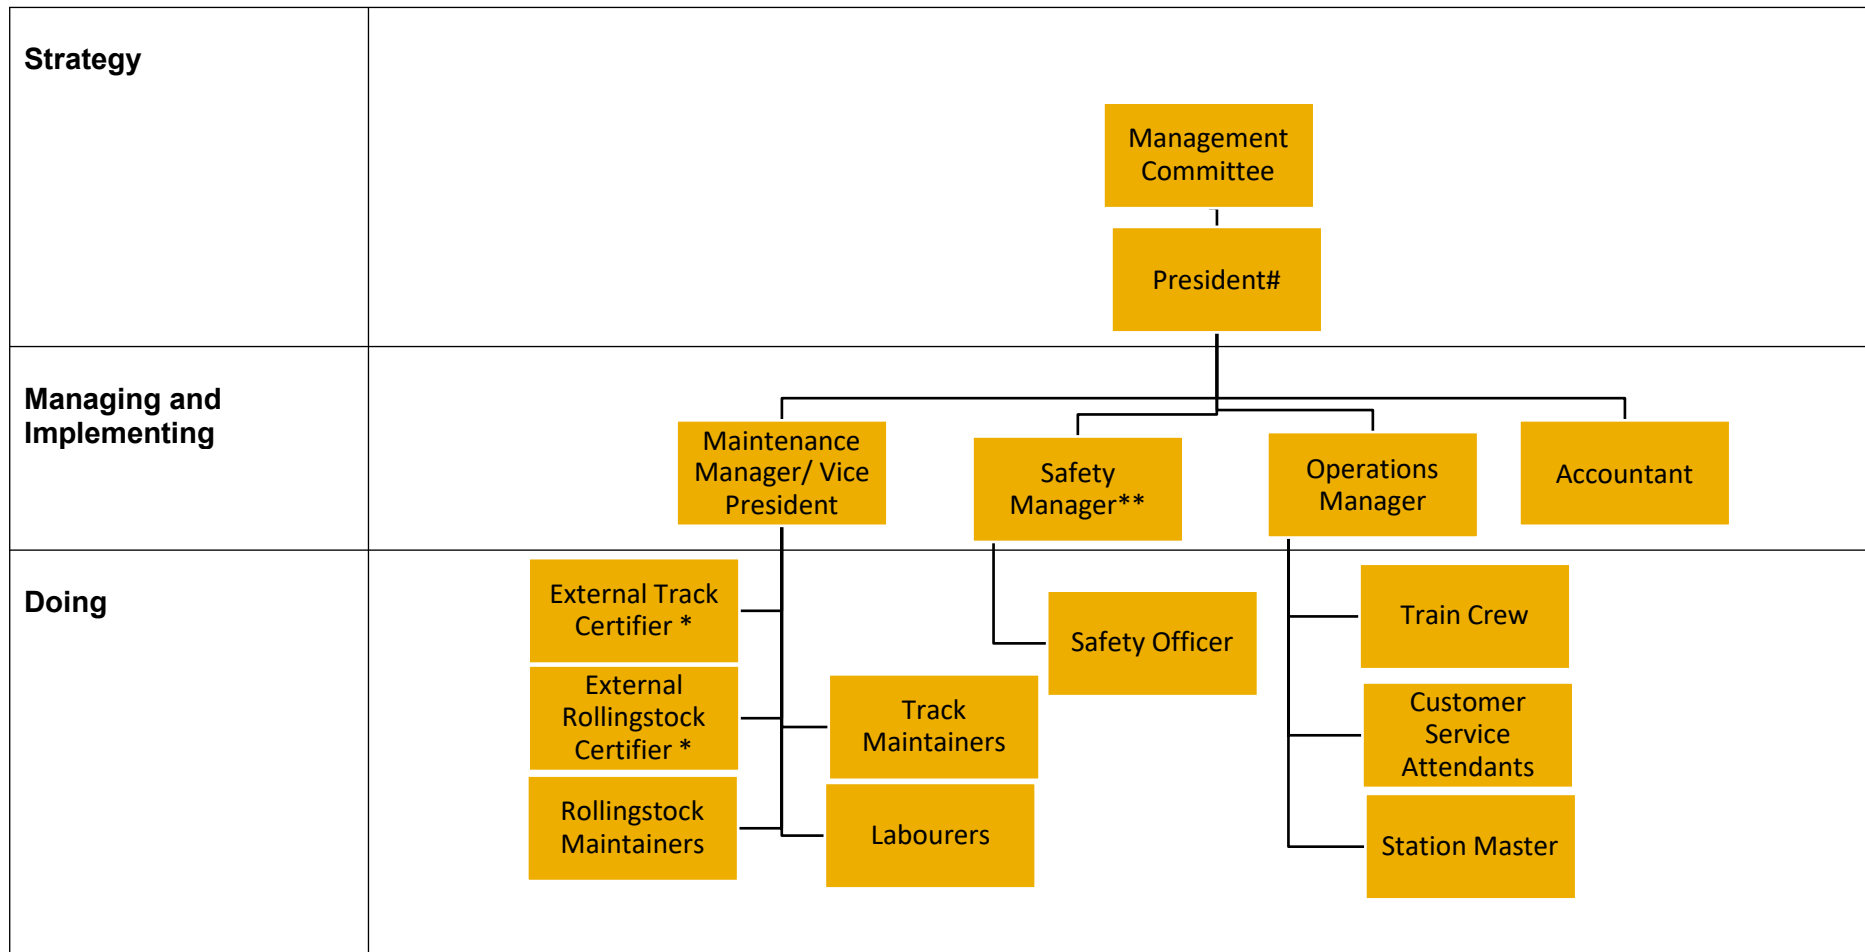 Strategy
Management
Committee
President#
Managing and
Implementing
Maintenance
Manager/ Vice
President
Safety
Manager**
Operations
Manager
Accountant
Doing
External Track
Certifier *
External
Rollingstock
Certifier *
Rollingstock
Maintainers
Track
Maintainers
Labourers
Safety Officer
Train Crew
Customer
Service
Attendants
Station Master